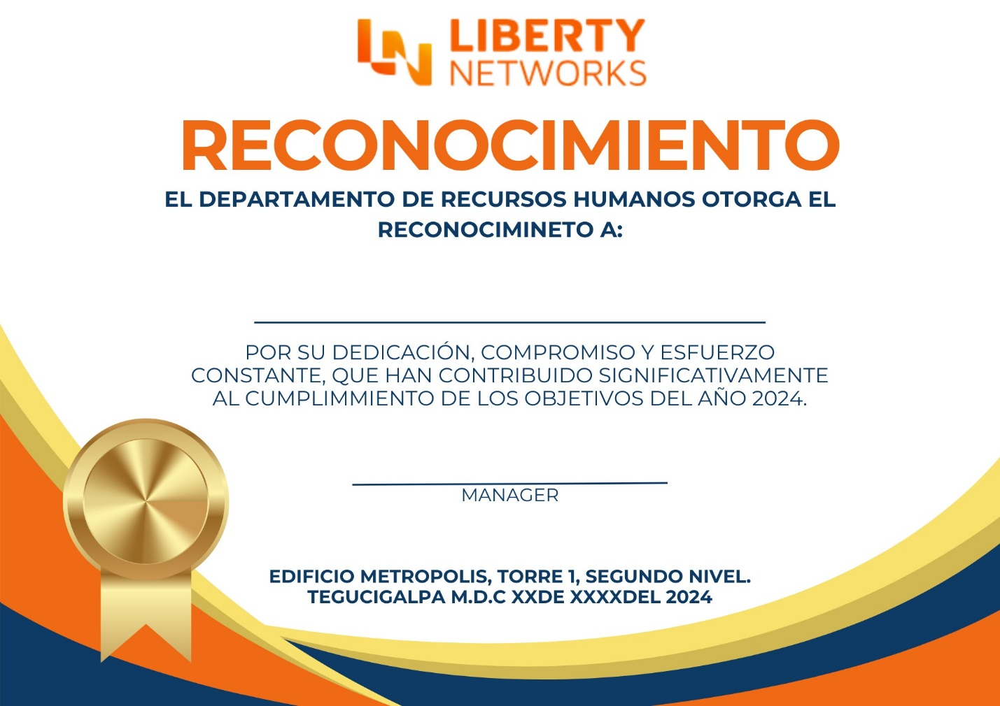 LIBERTY
NETWORKS
RECONOCIMIENTO
EL DEPARTAMENTO DE RECURSOS HUMANOS OTORGA EL
RECONOCIMINETO A:
POR SU DEDICACIÓN, COMPROMISO Y ESFUERZO
CONSTANTE, QUE HAN CONTRIBUIDO SIGNIFICATIVAMENTE
AL CUMPLIMMIENTO DE LOS OBJETIVOS DEL AÑO 2024.
MANAGER
EDIFICIO METROPOLIS, TORRE 1, SEGUNDO NIVEL.
TEGUCIGALPA M.D.C XXDE XXXXDEL 2024